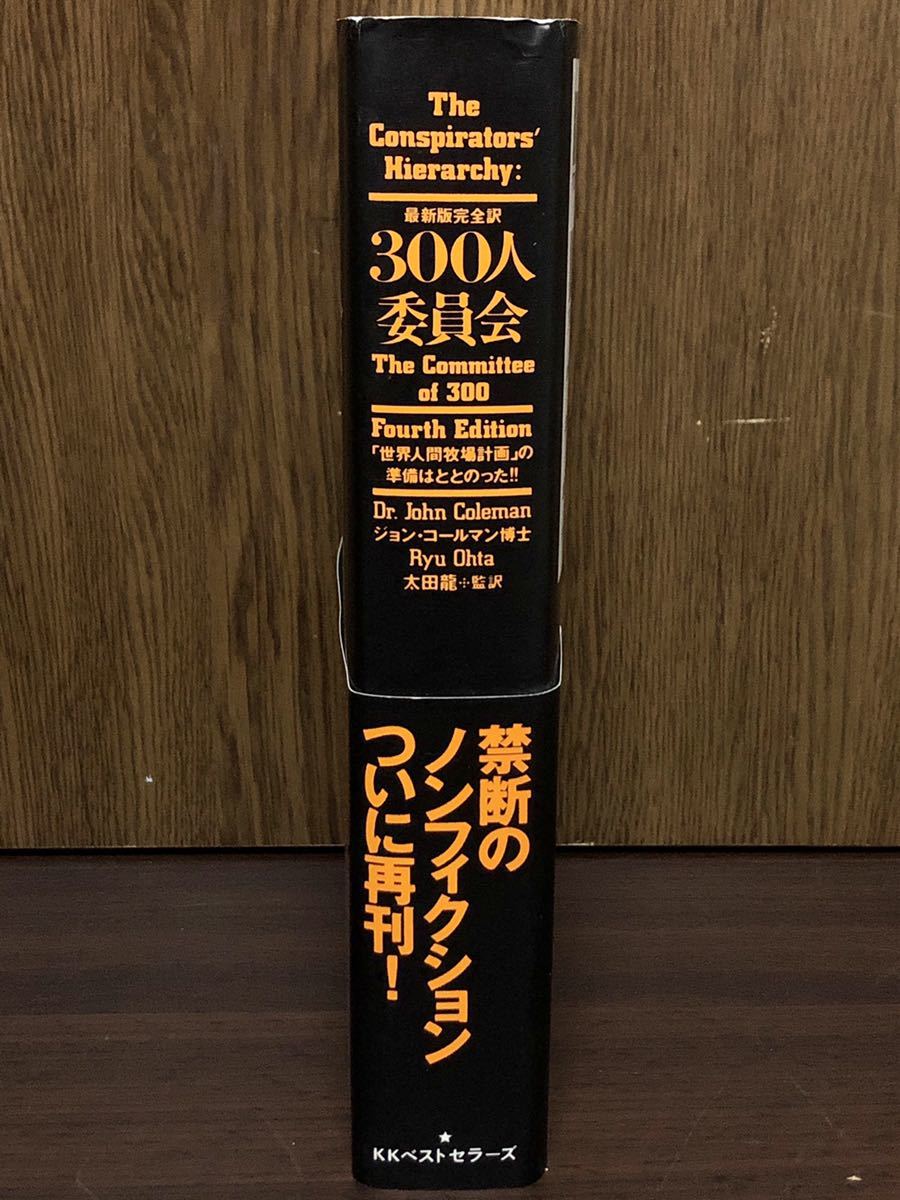 The
Conspirators'
Hierarchy:
最新版完全訳
300人
委員会
The Committee
of 300
Fourth Edition
「世界人間牧場計画」の
準備はととのった!!
Dr. John Coleman
ジョン・コールマン博士
Ryu Ohta
太田龍✣監訳
禁断の
ノンフィクション
ついに再刊!
★
KKベストセラーズ